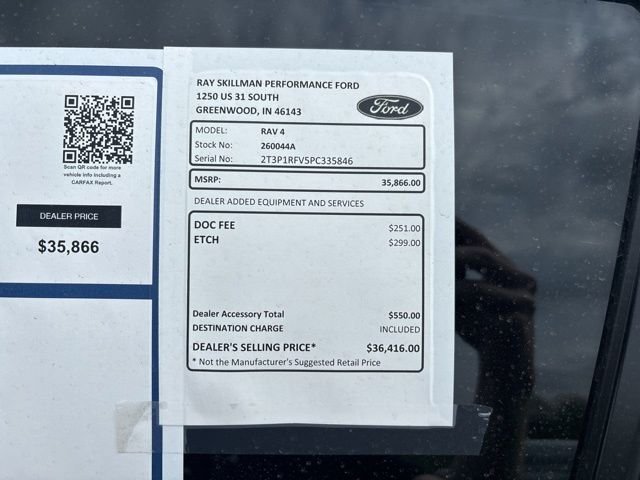 Scan QR code for more
vehicle info including a
CARFAX Report.
DEALER PRICE
$35,866
RAY SKILLMAN PERFORMANCE FORD
1250 US 31 SOUTH
GREENWOOD, IN 46143
Ford
MODEL: RAV 4
Stock No: 260044A
Serial No: 2T3P1RFV5PC335846
MSRP: 35,866.00
DEALER ADDED EQUIPMENT AND SERVICES
DOC FEE $251.00
ETCH $299.00
Dealer Accessory Total $550.00
DESTINATION CHARGE INCLUDED
DEALER'S SELLING PRICE* $36,416.00
* Not the Manufacturer's Suggested Retail Price